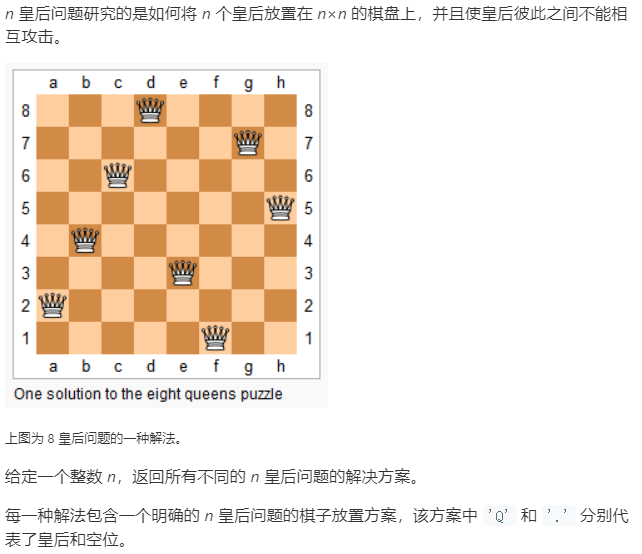 n 皇后问题研究的是如何将 n 个皇后放置在 n×n 的棋盘上，并且使皇后彼此之间不能相
互攻击。
a b c d e f g h
8 8
7 7
6 6
5 5
4 4
3 3
2 2
1 1
a b c d e f g h
One solution to the eight queens puzzle
上图为 8 皇后问题的一种解法。
给定一个整数 n，返回所有不同的 n 皇后问题的解决方案。
每一种解法包含一个明确的 n 皇后问题的棋子放置方案，该方案中 'Q' 和 '.' 分别代
表了皇后和空位。